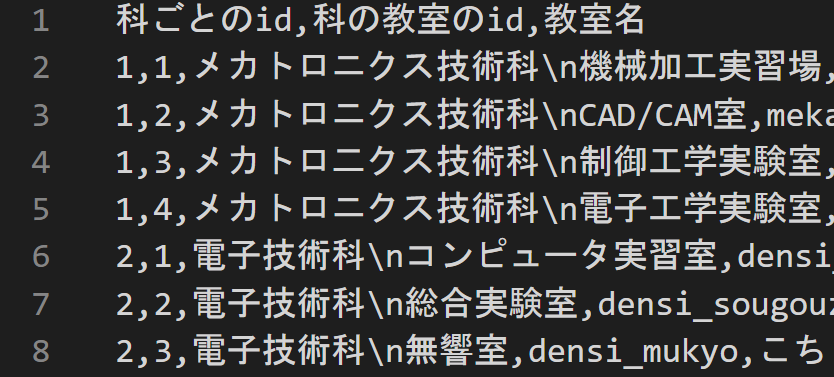 1 科ごとのid,科の教室のid,教室名
2 1,1,メカトロニクス技術科\n機械加工実習場,
3 1,2,メカトロニクス技術科\nCAD/CAM室,meka
4 1,3,メカトロニクス技術科\n制御工学実験室,
5 1,4,メカトロニクス技術科\n電子工学実験室,
6 2,1,電子技術科\nコンピュータ実習室,densi_
7 2,2,電子技術科\n総合実験室,densi_sougouz
8 2,3,電子技術科\n無響室,densi_mukyo,こち